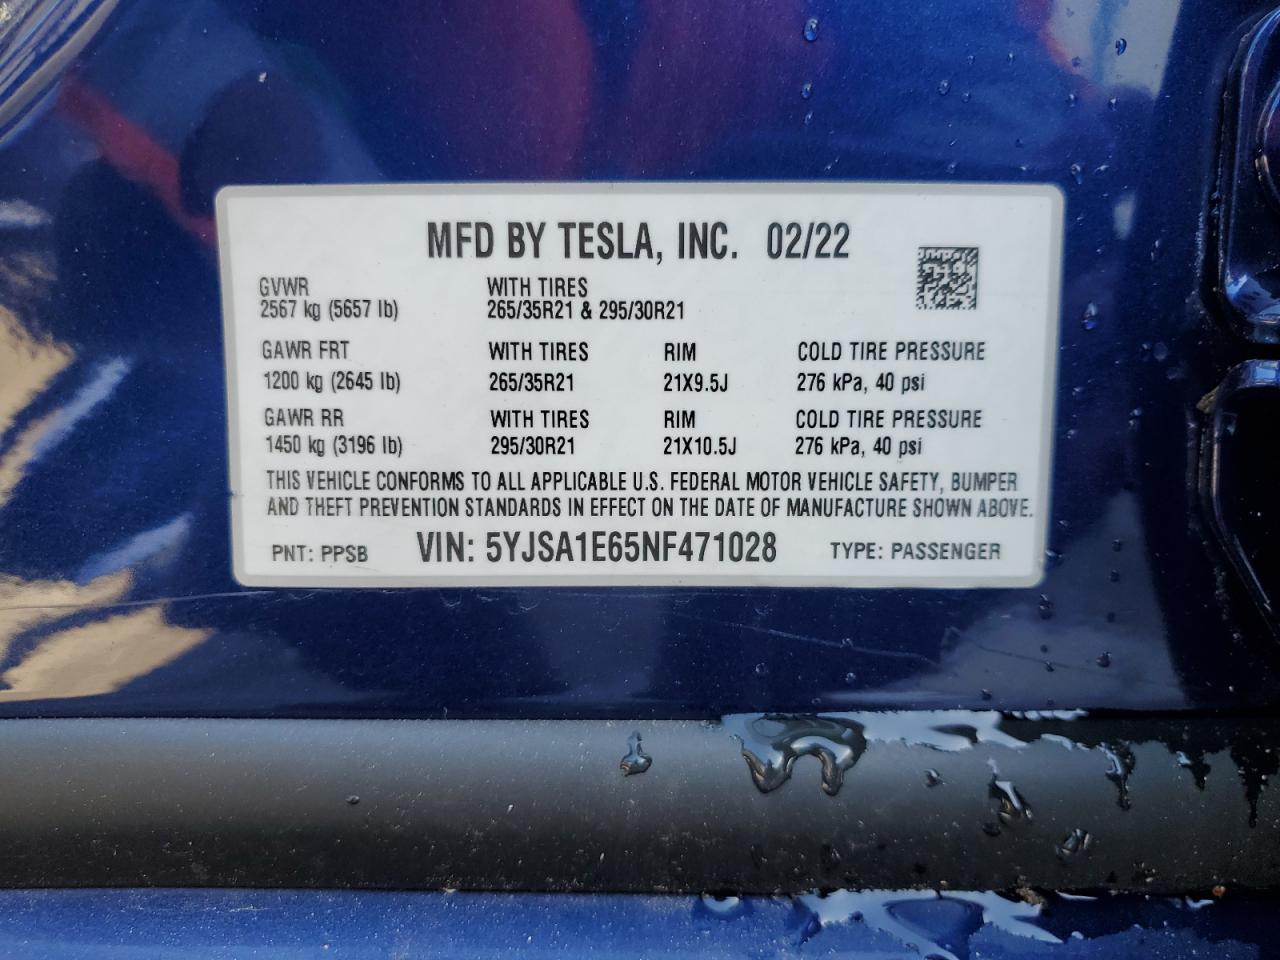 MFD BY TESLA, INC. 02/22
GVWR WITH TIRES
2567 kg (5657 lb) 265/35R21 & 295/30R21
GAWR FRT WITH TIRES RIM COLD TIRE PRESSURE
1200 kg (2645 lb) 265/35R21 21X9.5J 276 kPa, 40 psi
GAWR RR WITH TIRES RIM COLD TIRE PRESSURE
1450 kg (3196 lb) 295/30R21 21X10.5J 276 kPa, 40 psi
THIS VEHICLE CONFORMS TO ALL APPLICABLE U.S. FEDERAL MOTOR VEHICLE SAFETY, BUMPER
AND THEFT PREVENTION STANDARDS IN EFFECT ON THE DATE OF MANUFACTURE SHOWN ABOVE.
PNT: PPSB VIN: 5YJSA1E65NF471028 TYPE: PASSENGER